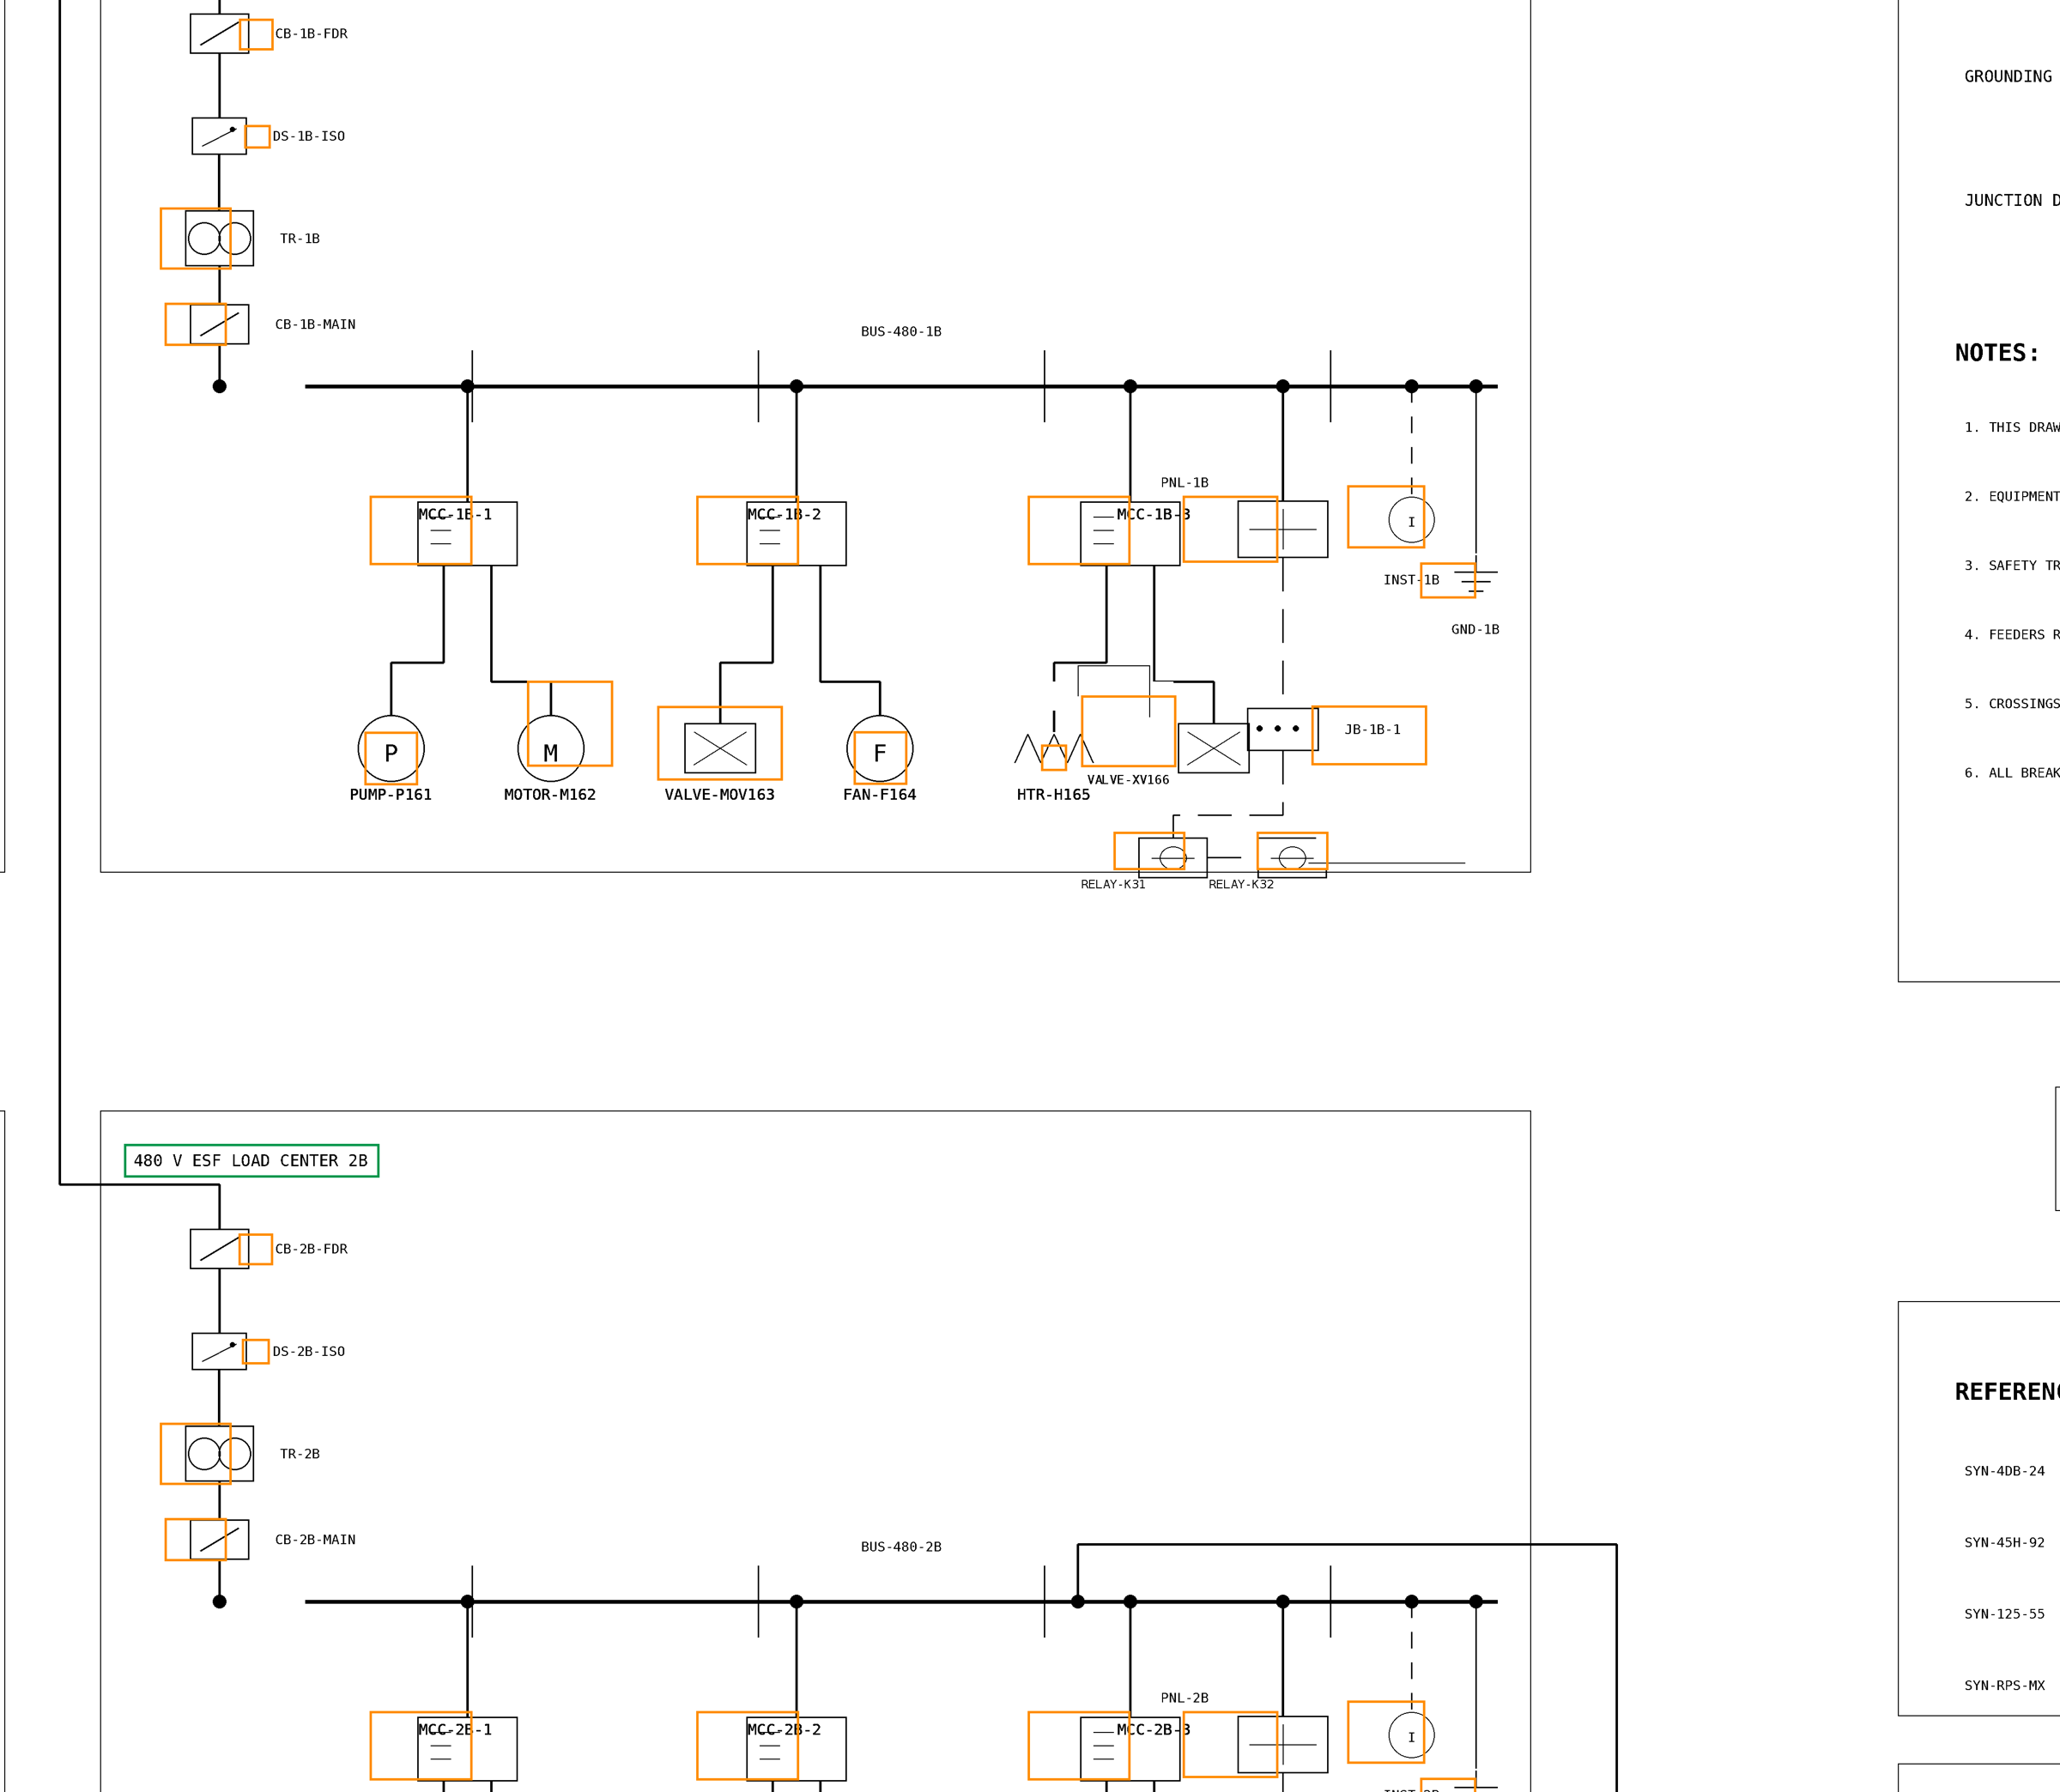 CB-1B-FDR
GROUNDING
DS-1B-ISO
JUNCTION D
TR-1B
CB-1B-MAIN
BUS-480-1B
NOTES:
1. THIS DRAW
PNL-1B
2. EQUIPMENT
MCC-1B-1
MCC-1B-2
MCC-1B-3
I
3. SAFETY TR
INST-1B
GND-1B
4. FEEDERS R
5. CROSSINGS
JB-1B-1
P
M
F
6. ALL BREAK
VALVE-XV166
PUMP-P161
MOTOR-M162
VALVE-MOV163
FAN-F164
HTR-H165
RELAY-K31
RELAY-K32
480 V ESF LOAD CENTER 2B
CB-2B-FDR
DS-2B-ISO
REFERENC
TR-2B
SYN-4DB-24
CB-2B-MAIN
BUS-480-2B
SYN-45H-92
SYN-125-55
SYN-RPS-MX
PNL-2B
MCC-2B-1
MCC-2B-2
MCC-2B-3
I